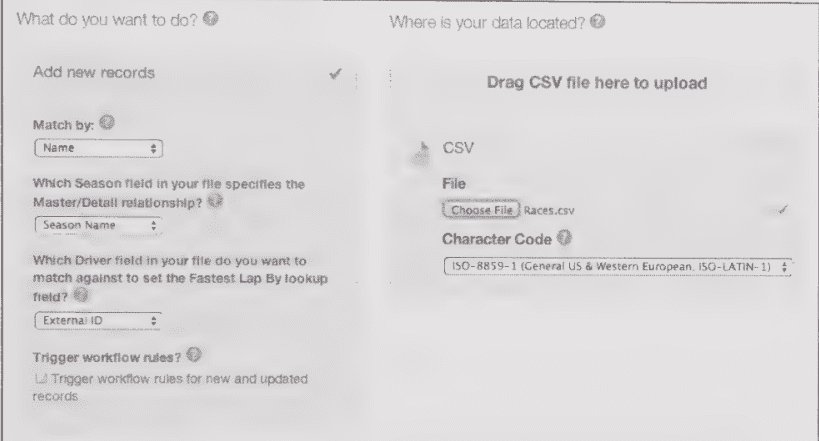 What do you want to do? ?
Add new records
Match by: ?
Name
Which Season field in your file specifies the
Master/Detail relationship? ?
Season Name
Which Driver field in your file do you want to
match against to set the Fastest Lap By lookup
field? ?
External ID
Trigger workflow rules? ?
Trigger workflow rules for new and updated
records
Where is your data located? ?
Drag CSV file here to upload
CSV
File
Choose File Races.csv
Character Code ?
ISO-8859-1 (General US & Western European, ISO-LATIN-1)